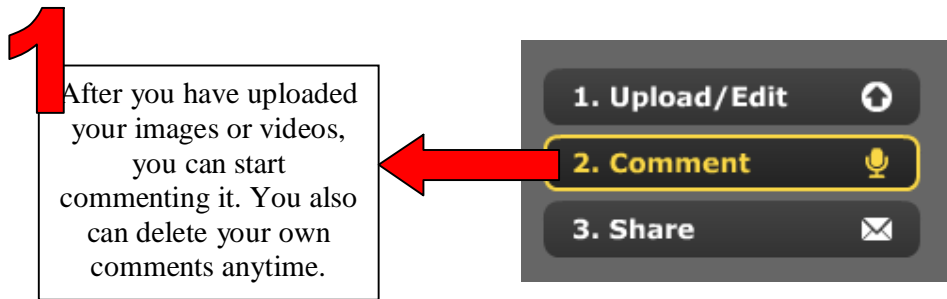 1
After you have uploaded
your images or videos,
you can start
commenting it. You also
can delete your own
comments anytime.
1. Upload/Edit
2. Comment
3. Share